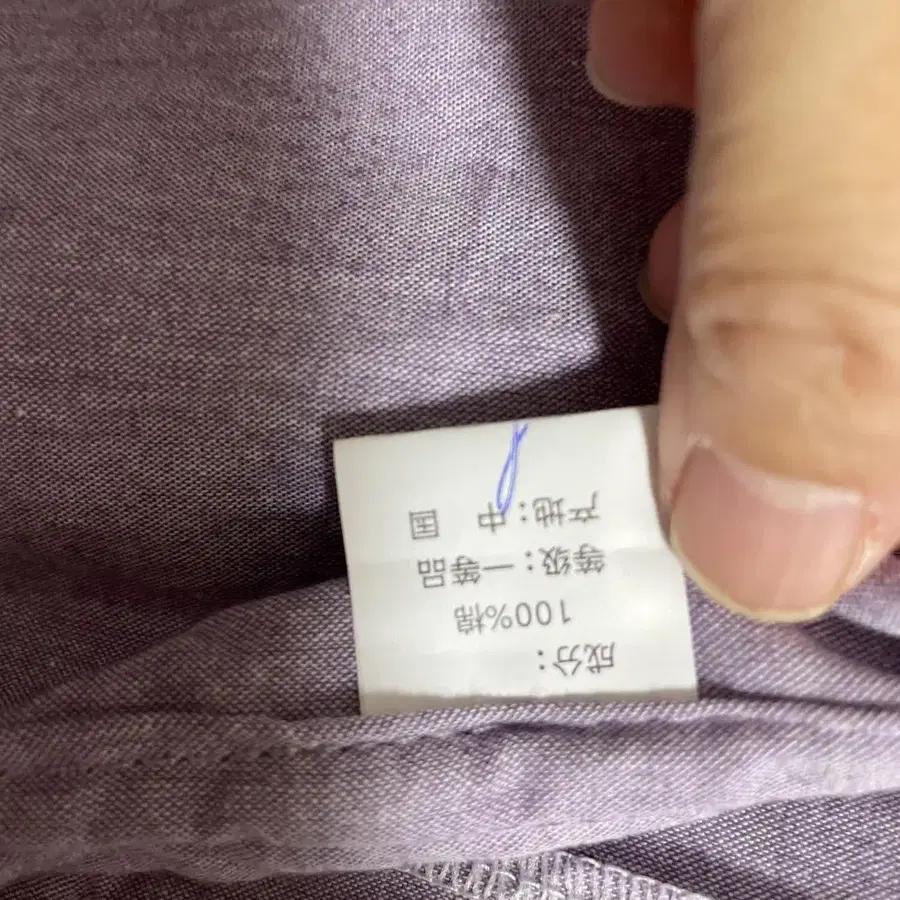 成分：
100%棉
等级：一等品
产地：中 国